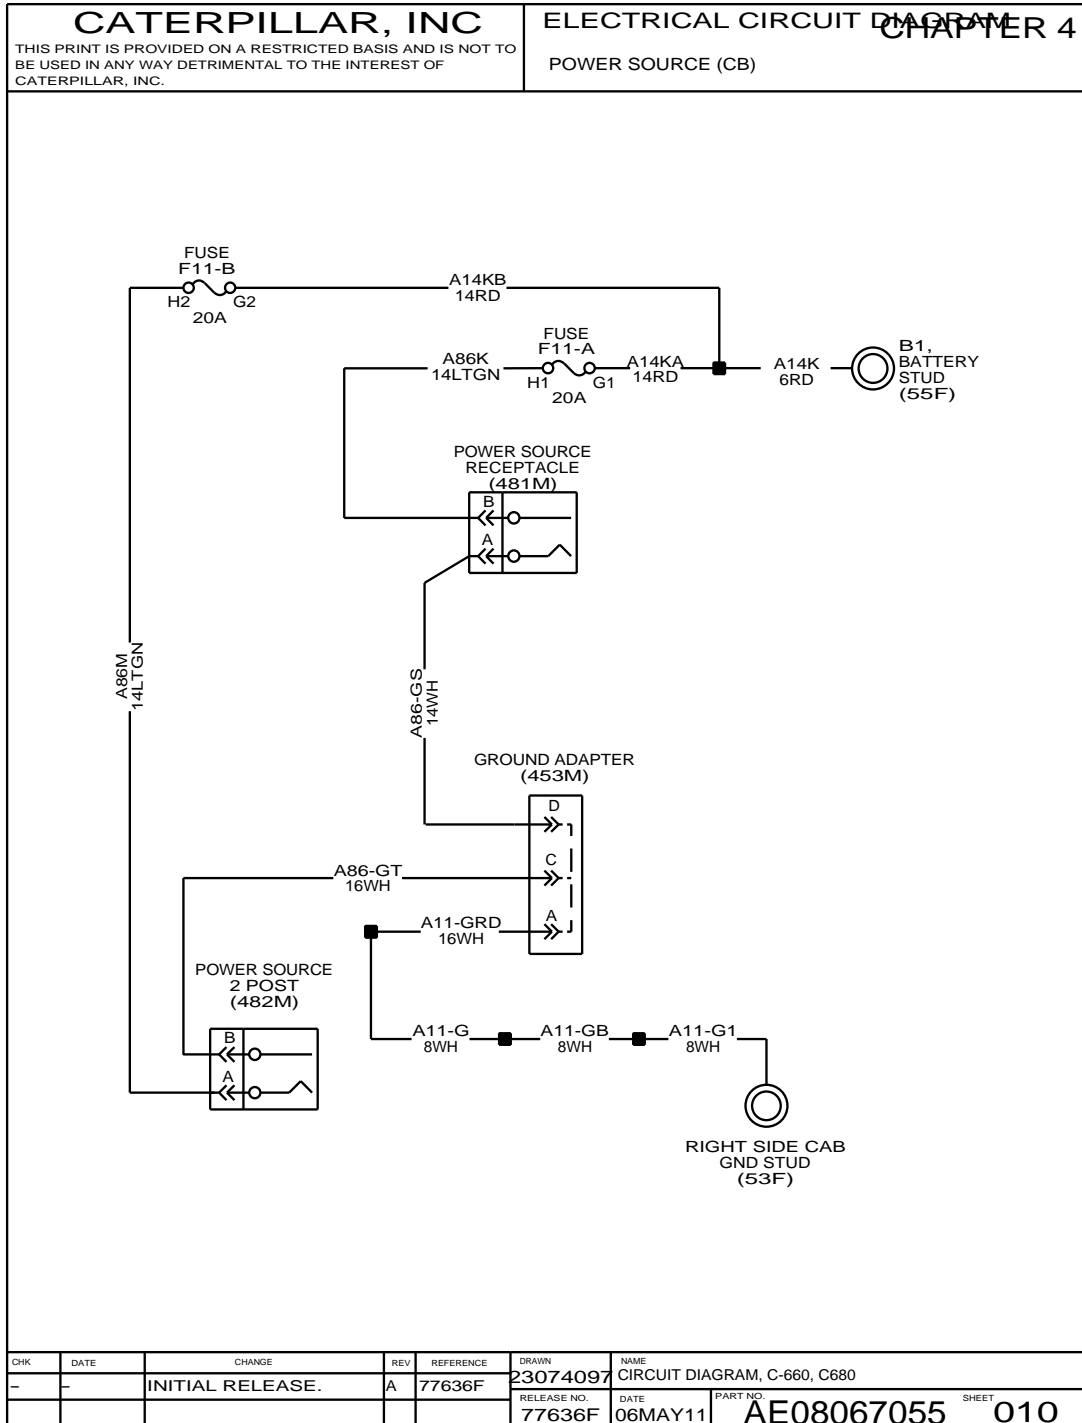 CATERPILLAR, INC
THIS PRINT IS PROVIDED ON A RESTRICTED BASIS AND IS NOT TO
BE USED IN ANY WAY DETRIMENTAL TO THE INTEREST OF
CATERPILLAR, INC.
ELECTRICAL CIRCUIT DIAGRAM
CHAPTER 4
POWER SOURCE (CB)
FUSE
F11-B
H2
G2
20A
A14KB
14RD
FUSE
F11-A
H1
G1
20A
A86K
14LTGN
A14KA
14RD
A14K
6RD
B1,
BATTERY
STUD
(55F)
POWER SOURCE
RECEPTACLE
(481M)
B
A
A86M
14LTGN
A86-GS
14WH
GROUND ADAPTER
(453M)
D
C
A
A86-GT
16WH
A11-GRD
16WH
POWER SOURCE
2 POST
(482M)
B
A
A11-G
8WH
A11-GB
8WH
A11-G1
8WH
RIGHT SIDE CAB
GND STUD
(53F)
CHK
DATE
CHANGE
REV
REFERENCE
–
–
INITIAL RELEASE.
A
77636F
DRAWN
23074097
NAME
CIRCUIT DIAGRAM, C-660, C680
RELEASE NO.
77636F
DATE
06MAY11
PART NO.
AE08067055
SHEET
010